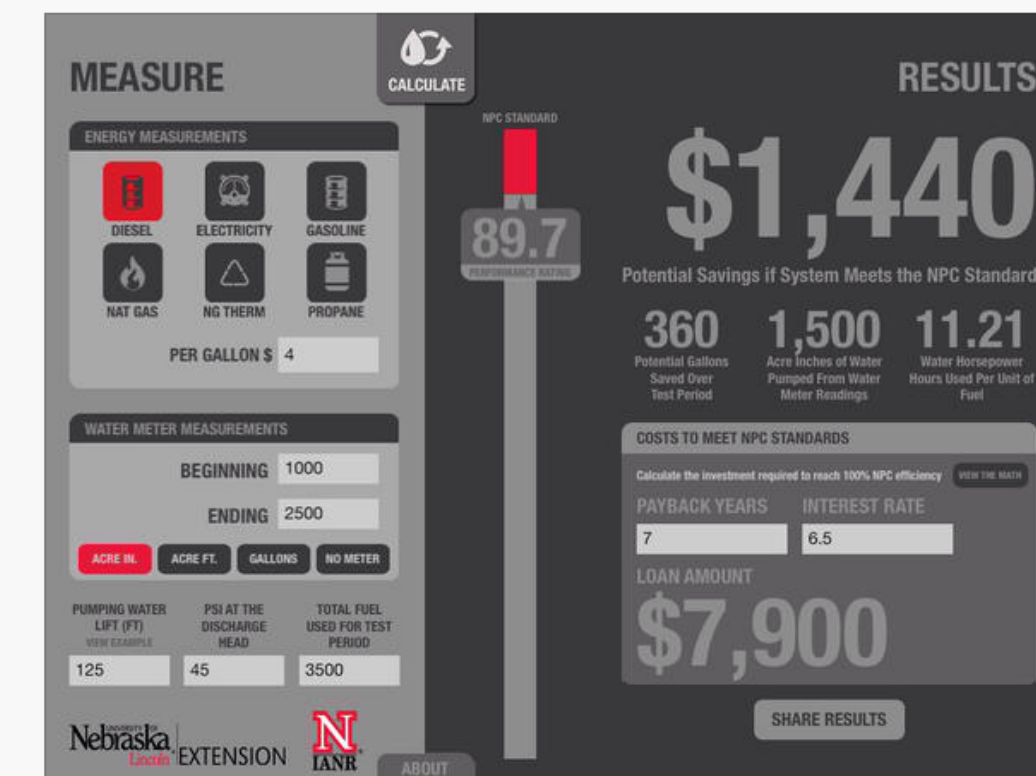 MEASURE
CALCULATE
ENERGY MEASUREMENTS
DIESEL
ELECTRICITY
GASOLINE
NAT GAS
NG THERM
PROPANE
PER GALLON $ 4
WATER METER MEASUREMENTS
BEGINNING 1000
ENDING 2500
ACRE IN.
ACRE FT.
GALLONS
NO METER
PUMPING WATER
LIFT (FT)
VIEW EXAMPLE
125
PSI AT THE
DISCHARGE
HEAD
45
TOTAL FUEL
USED FOR TEST
PERIOD
3500
UNIVERSITY OF
Nebraska
Lincoln
EXTENSION
N
IANR
ABOUT
NPC STANDARD
89.7
PERFORMANCE RATING
RESULTS
$1,440
Potential Savings if System Meets the NPC Standard
360
Potential Gallons
Saved Over
Test Period
1,500
Acre Inches of Water
Pumped From Water
Meter Readings
11.21
Water Horsepower
Hours Used Per Unit of
Fuel
COSTS TO MEET NPC STANDARDS
Calculate the investment required to reach 100% NPC efficiency
VIEW THE MATH
PAYBACK YEARS
7
INTEREST RATE
6.5
LOAN AMOUNT
$7,900
SHARE RESULTS